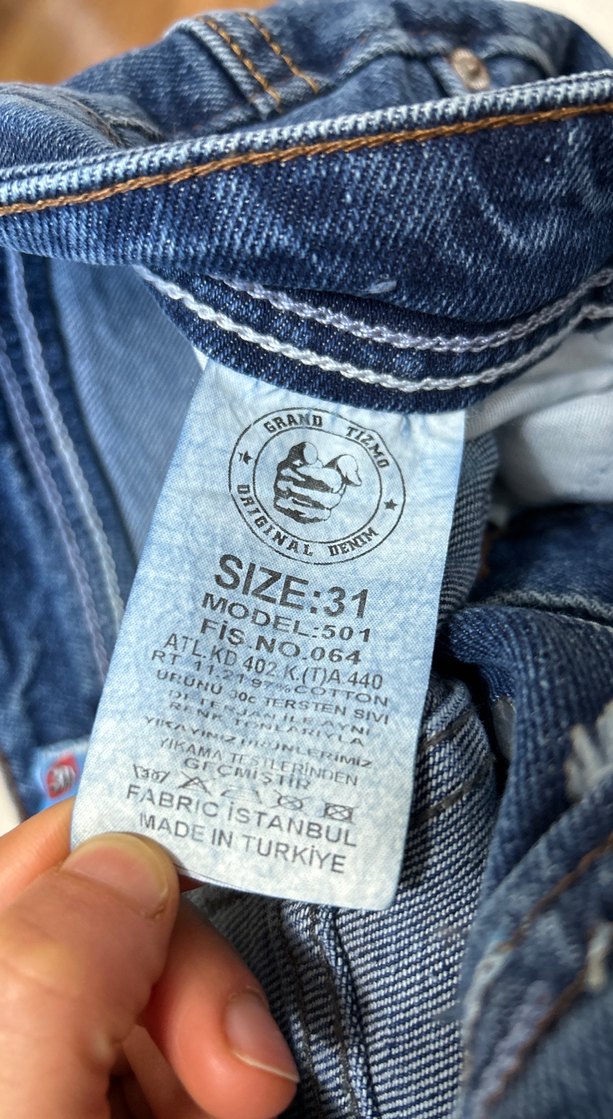 GRAND TIZMO
ORIGINAL DENIM
SIZE:31
MODEL:501
FİS.NO.064
ATL.KD 402 K.(T)A 440
RT 11.21 97% COTTON
ÜRÜNÜ 30c TERSTEN SIVI
DETERJAN İLE AYNI
RENK TONLARIYLA
YIKAYINIZ ÜRÜNLERİMİZ
YIKAMA TESTLERİNDEN
GEÇMİŞTİR
30°
FABRIC İSTANBUL
MADE IN TURKİYE